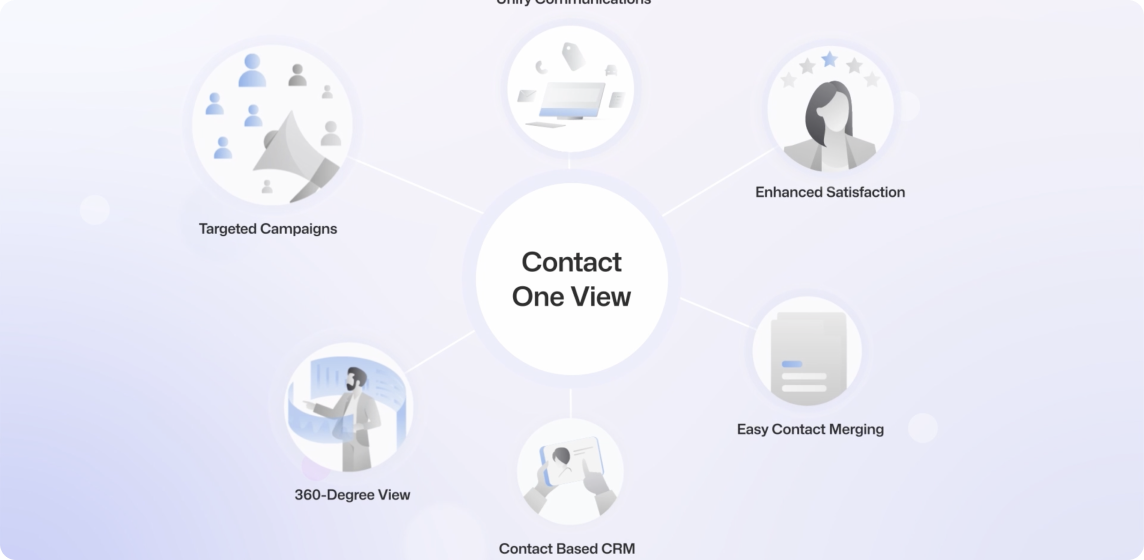 Unify Communications
Targeted Campaigns
Enhanced Satisfaction
Contact
One View
Easy Contact Merging
360-Degree View
Contact Based CRM